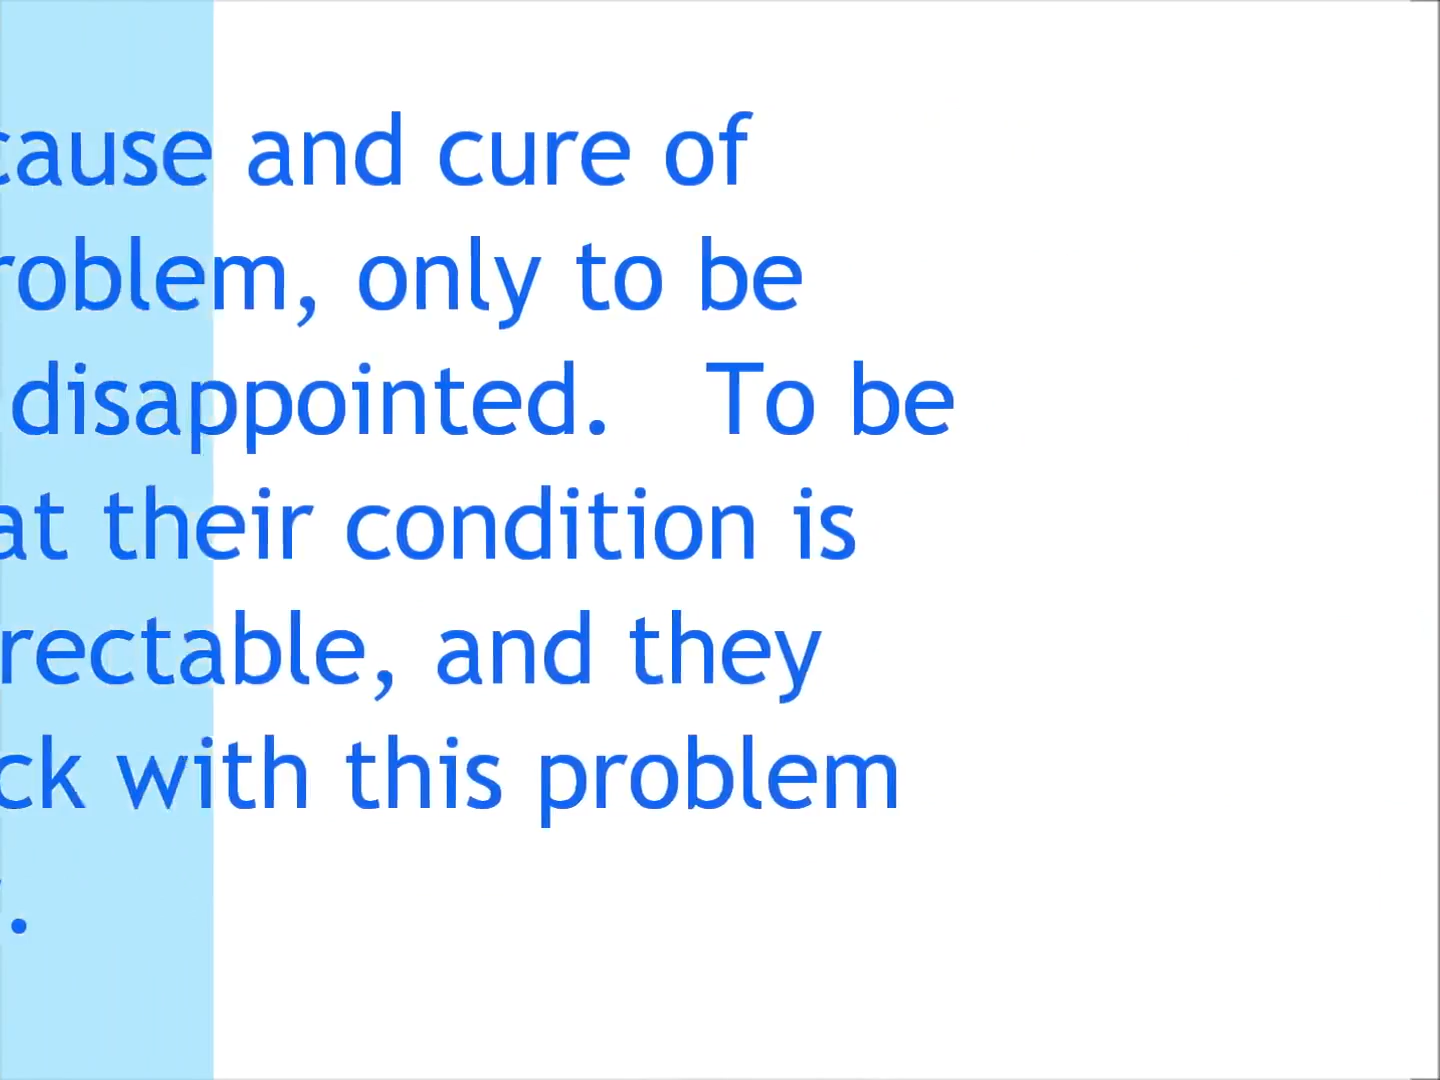 cause and cure of
roblem, only to be
disappointed. To be
at their condition is
rectable, and they
ck with this problem
.